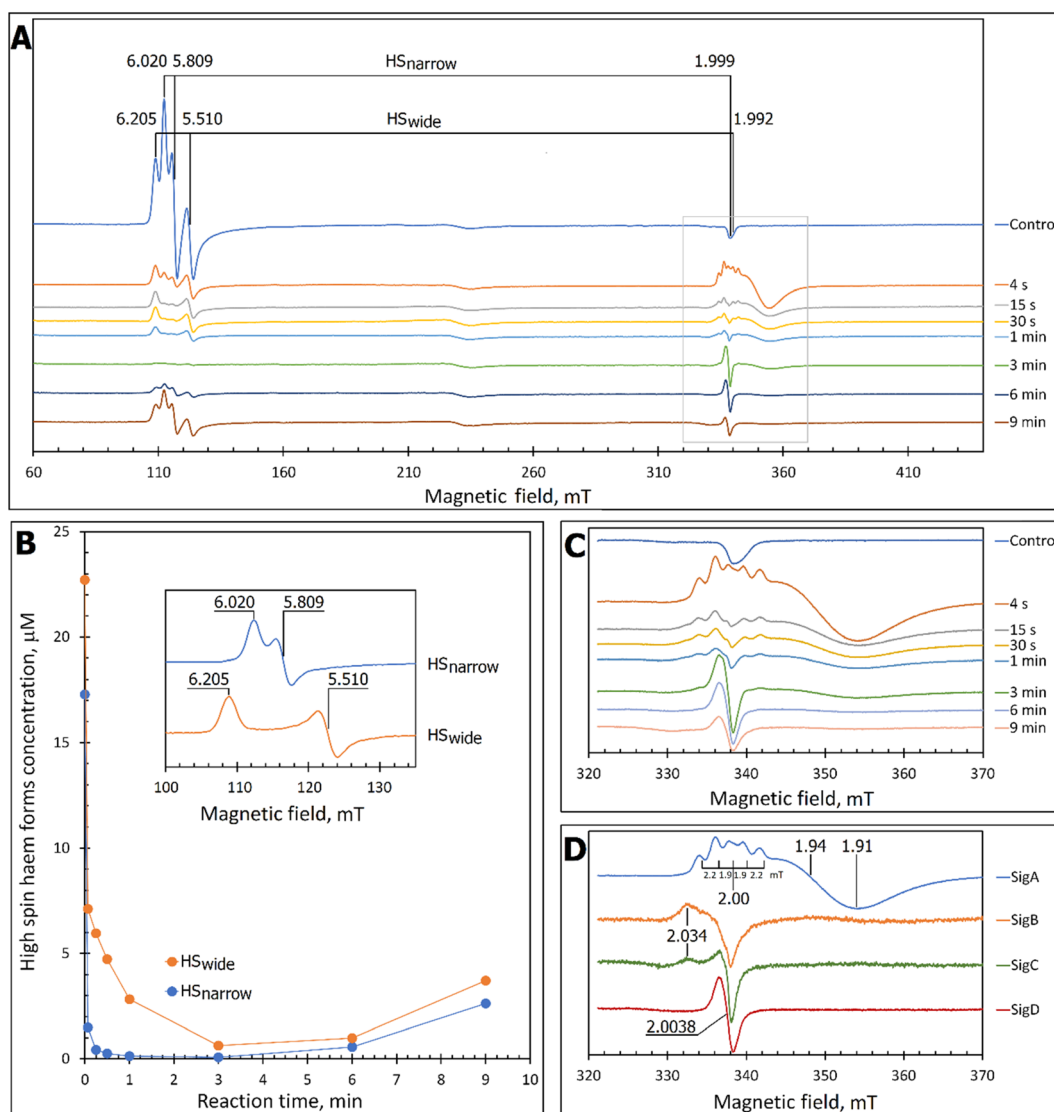 A
6.020 5.809
HSnarrow
1.999
6.205 5.510
HSwide
1.992
Contro
4 s
15 s
30 s
1 min
3 min
6 min
9 min
60 110 160 210 260 310 360 410
Magnetic field, mT
B
25
20
15
10
5
0
High spin haem forms concentration, µM
6.020 5.809
HSnarrow
6.205 5.510
HSwide
100 110 120 130
Magnetic field, mT
HSwide
HSnarrow
0 1 2 3 4 5 6 7 8 9 10
Reaction time, min
C
Contro
4 s
15 s
30 s
1 min
3 min
6 min
9 min
320 330 340 350 360 370
Magnetic field, mT
D
1.94 1.91
2.2 1.9 1.9 2.2 mT
2.00
SigA
2.034
SigB
SigC
2.0038
SigD
320 330 340 350 360 370
Magnetic field, mT